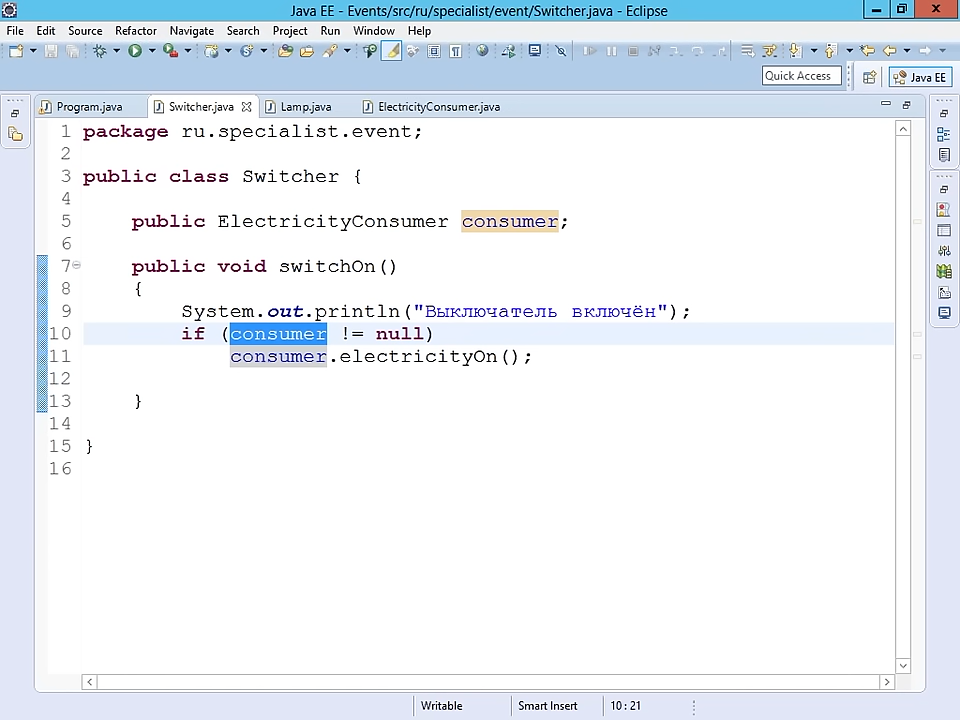 Java EE - Events/src/ru/specialist/event/Switcher.java - Eclipse
File Edit Source Refactor Navigate Search Project Run Window Help
Quick Access
Java EE
Program.java Switcher.java Lamp.java ElectricityConsumer.java
1 package ru.specialist.event;
2
3 public class Switcher {
4
5 public ElectricityConsumer consumer;
6
7 public void switchOn()
8 {
9 System.out.println("Выключатель включён");
10 if (consumer != null)
11 consumer.electricityOn();
12
13 }
14
15 }
16
Writable Smart Insert 10 : 21